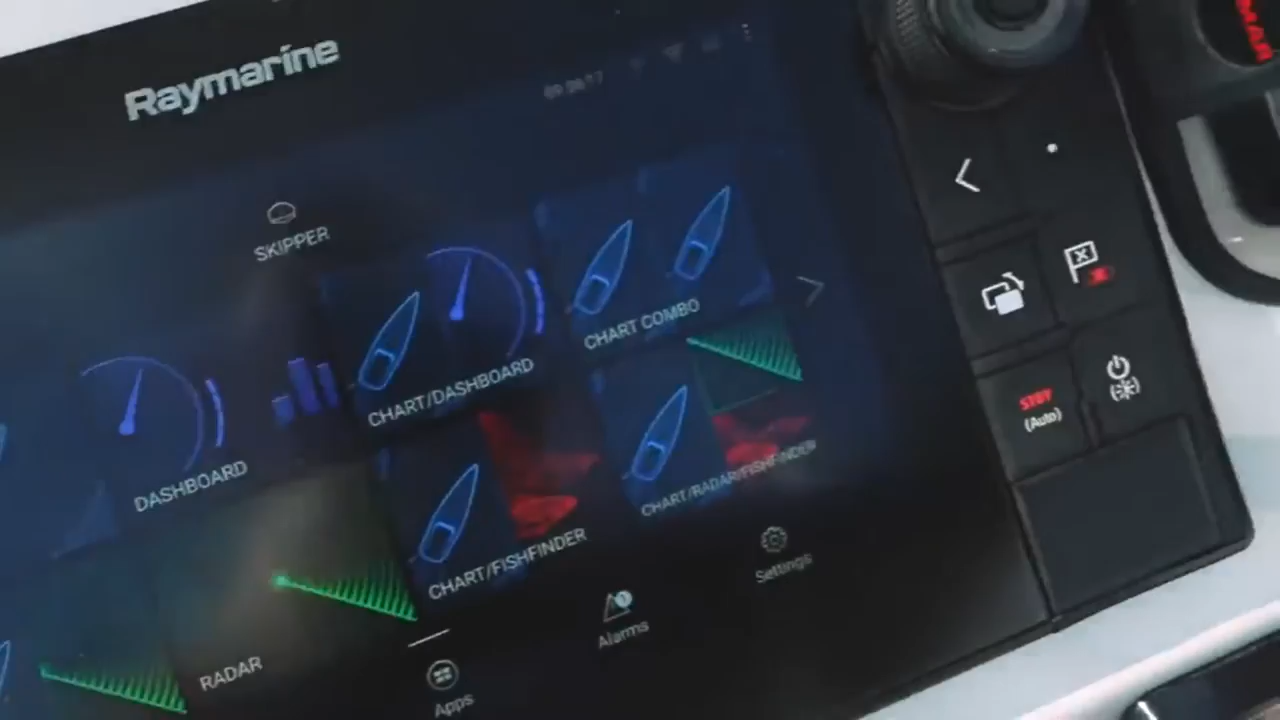 Raymarine
SKIPPER
CHART COMBO
CHART/DASHBOARD
DASHBOARD
CHART/RADAR/FISHFINDER
CHART/FISHFINDER
RADAR
Settings
Alarms
Apps
STBY
(Auto)